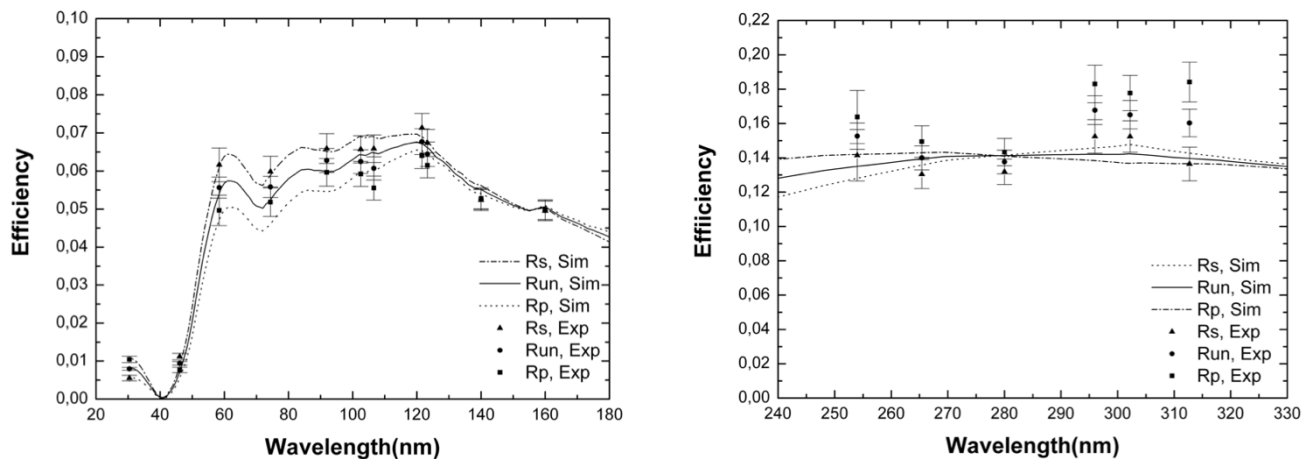 0,10
0,09
0,08
0,07
0,06
0,05
0,04
0,03
0,02
0,01
0,00
Efficiency
20 40 60 80 100 120 140 160 180
Wavelength(nm)
Rs, Sim
Run, Sim
Rp, Sim
Rs, Exp
Run, Exp
Rp, Exp
0,22
0,20
0,18
0,16
0,14
0,12
0,10
0,08
0,06
0,04
0,02
0,00
Effiiciency
240 250 260 270 280 290 300 310 320 330
Wavelength(nm)
Rs, Sim
Run, Sim
Rp, Sim
Rs, Exp
Run, Exp
Rp, Exp